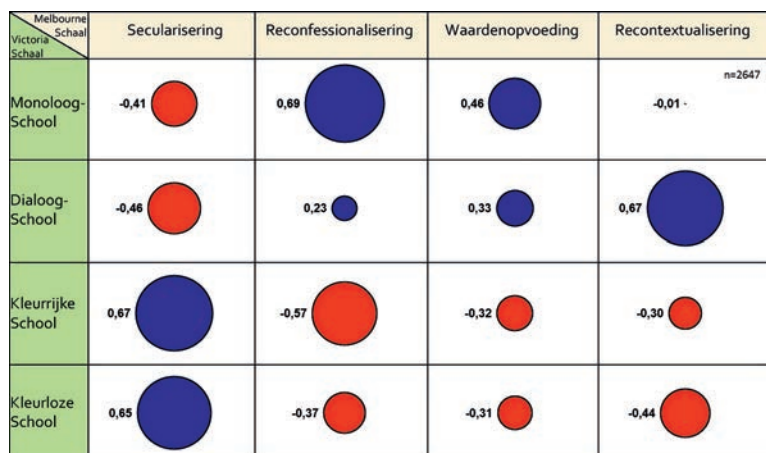 Melbourne
Schaal
Victoria
Schaal
Secularisering
Reconfessionalisering
Waardenopvoeding
Recontextualisering
n=2647
Monoloog-
School
-0,41
0,69
0,46
-0,01
Dialoog-
School
-0,46
0,23
0,33
0,67
Kleurrijke
School
0,67
-0,57
-0,32
-0,30
Kleurloze
School
0,65
-0,37
-0,31
-0,44